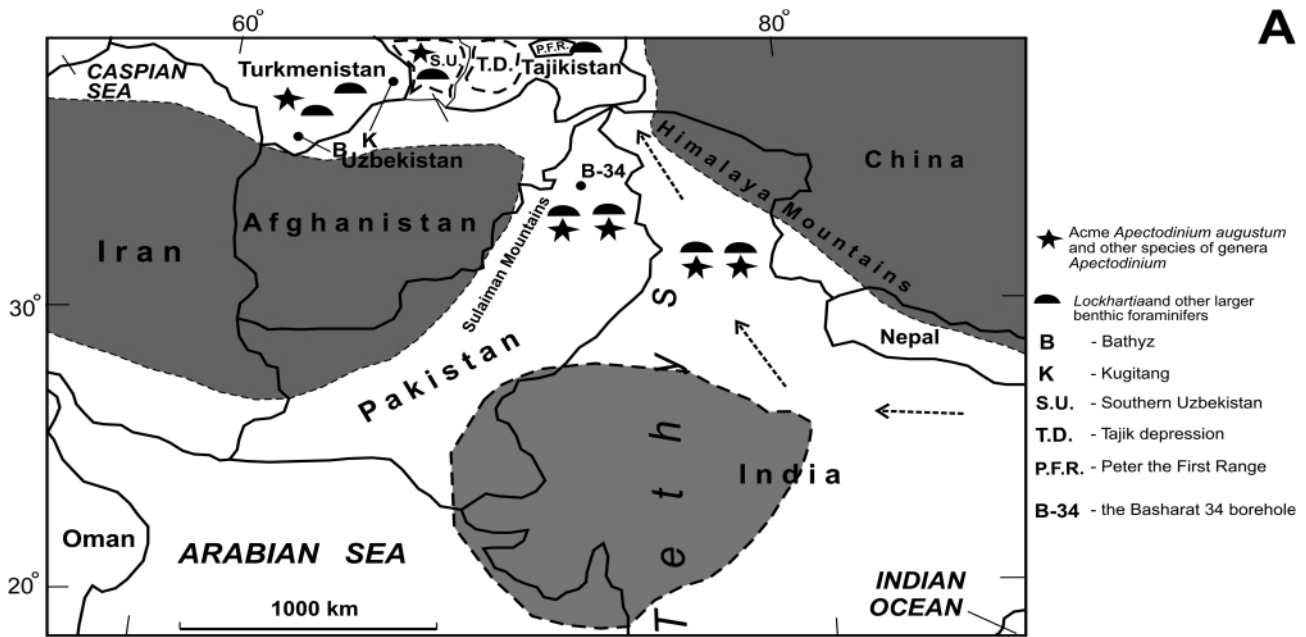 A
60°
80°
CASPIAN
SEA
Turkmenistan
S.U.
T.D.
P.F.R.
Tajikistan
B
K
Uzbekistan
Himalaya Mountains
China
B-34
Iran
Afghanistan
Sulaiman Mountains
30°
Pakistan
Nepal
Tethys
India
Oman
ARABIAN SEA
20°
1000 km
INDIAN
OCEAN
Acme Apectodinium augustum
and other species of genera
Apectodinium
Lockhartiaand other larger
benthic foraminifers
B - Bathyz
K - Kugitang
S.U. - Southern Uzbekistan
T.D. - Tajik depression
P.F.R. - Peter the First Range
B-34 - the Basharat 34 borehole